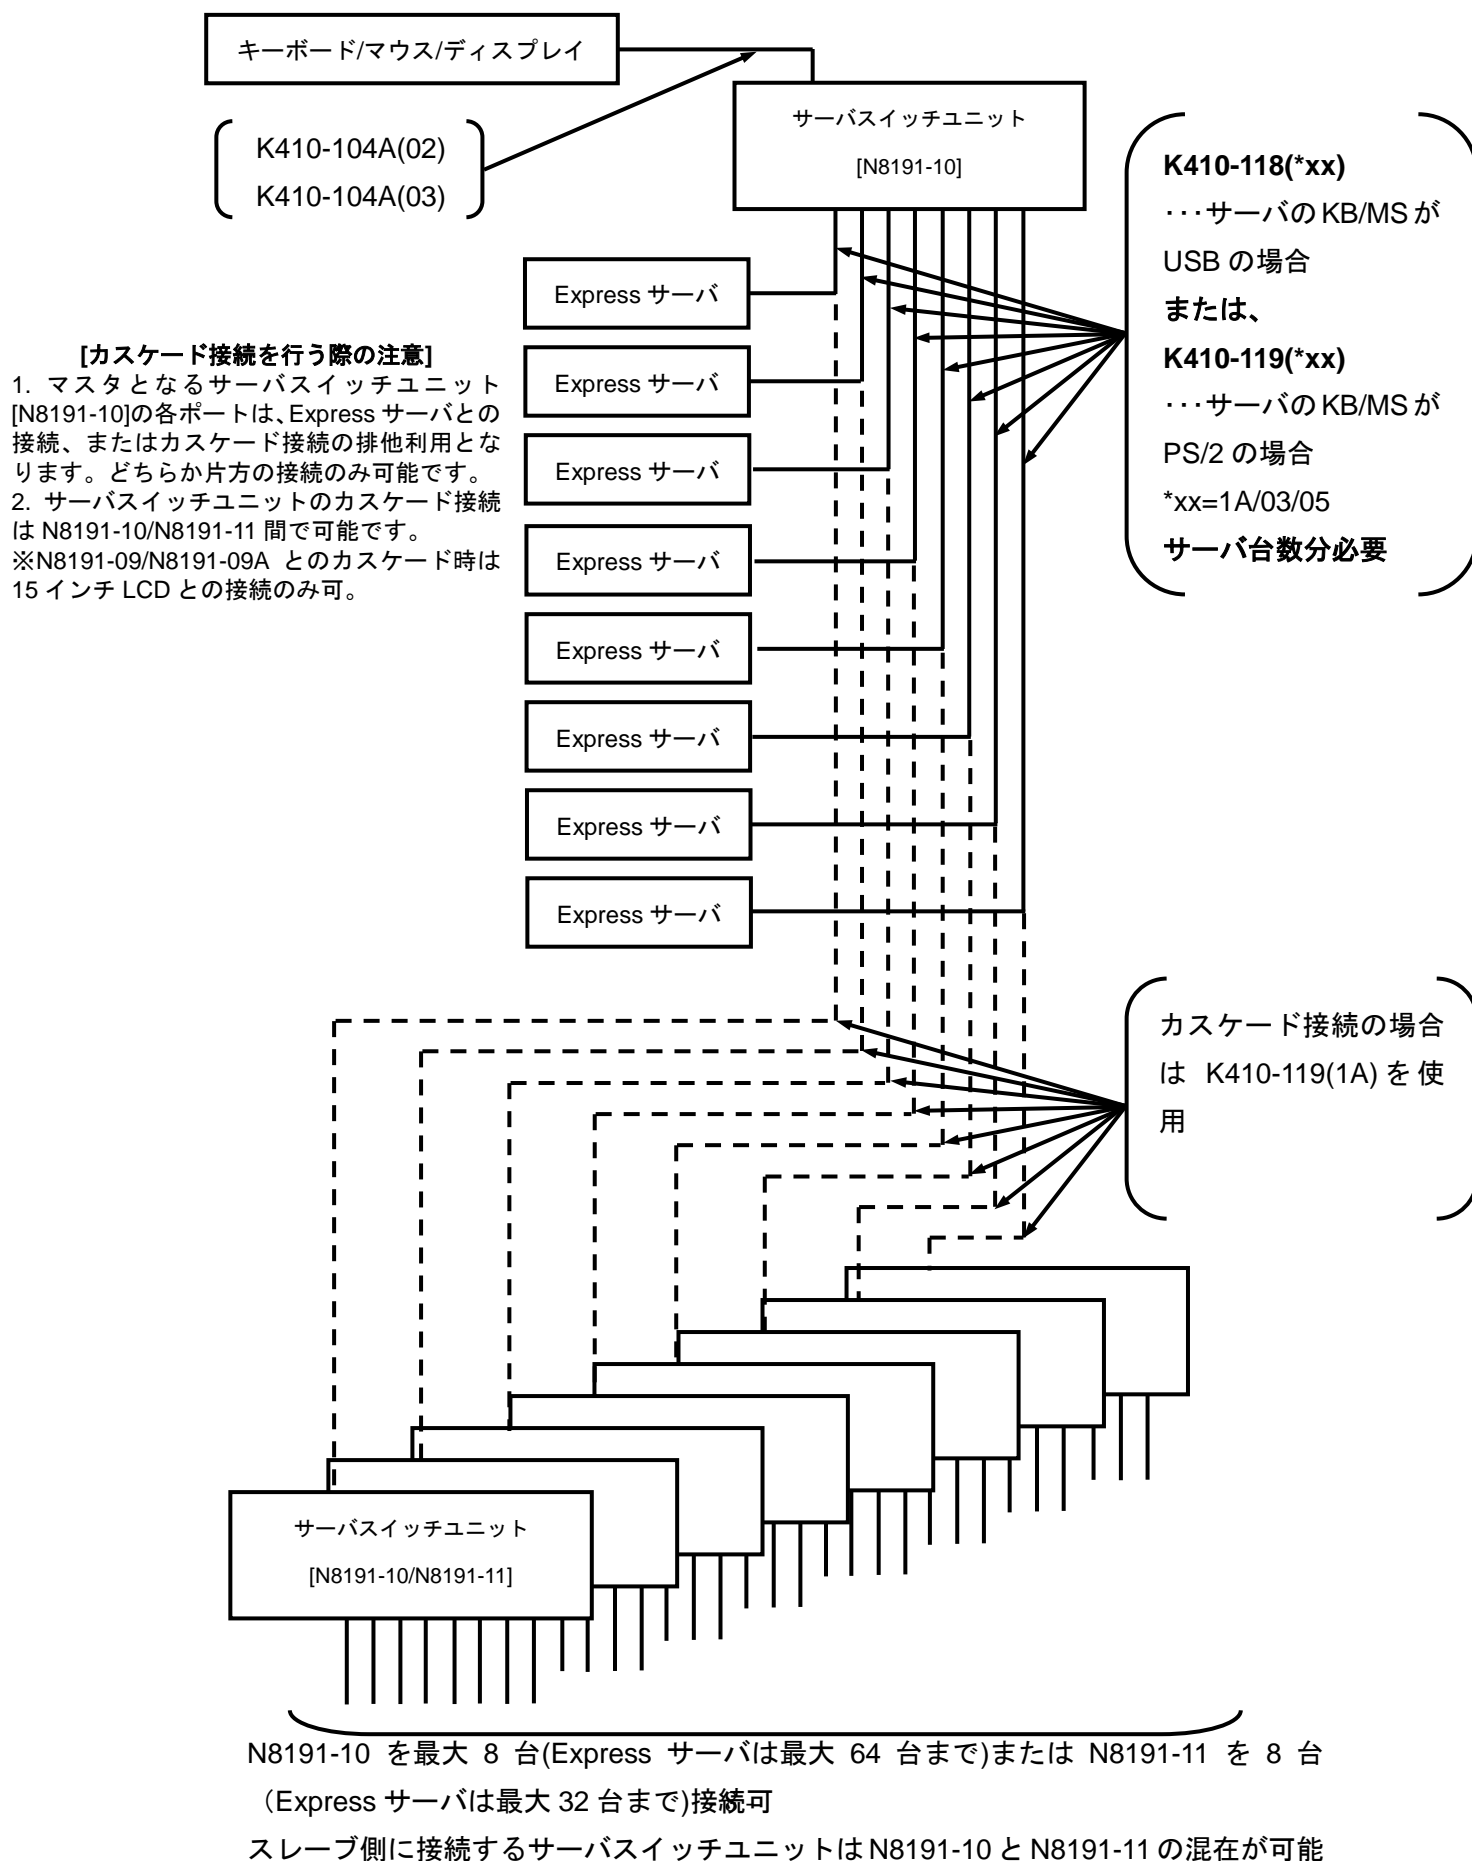 キーボード/マウス/ディスプレイ
K410-104A(02)
K410-104A(03)
サーバスイッチユニット
[N8191-10]
K410-118(*xx)
･･･サーバの KB/MS が
USB の場合
または、
K410-119(*xx)
･･･サーバの KB/MS が
PS/2 の場合
*xx=1A/03/05
サーバ台数分必要
Express サーバ
Express サーバ
Express サーバ
Express サーバ
Express サーバ
Express サーバ
Express サーバ
Express サーバ
[カスケード接続を行う際の注意]
1. マスタとなるサーバスイッチユニット
[N8191-10]の各ポートは、Express サーバとの
接続、またはカスケード接続の排他利用とな
ります。どちらか片方の接続のみ可能です。
2. サーバスイッチユニットのカスケード接続
は N8191-10/N8191-11 間で可能です。
※N8191-09/N8191-09A とのカスケード時は
15 インチ LCD との接続のみ可。
カスケード接続の場合
は K410-119(1A) を 使
用
サーバスイッチユニット
[N8191-10/N8191-11]
N8191-10 を最大 8 台(Express サーバは最大 64 台まで)または N8191-11 を 8 台
（Express サーバは最大 32 台まで)接続可
スレーブ側に接続するサーバスイッチユニットは N8191-10 と N8191-11 の混在が可能